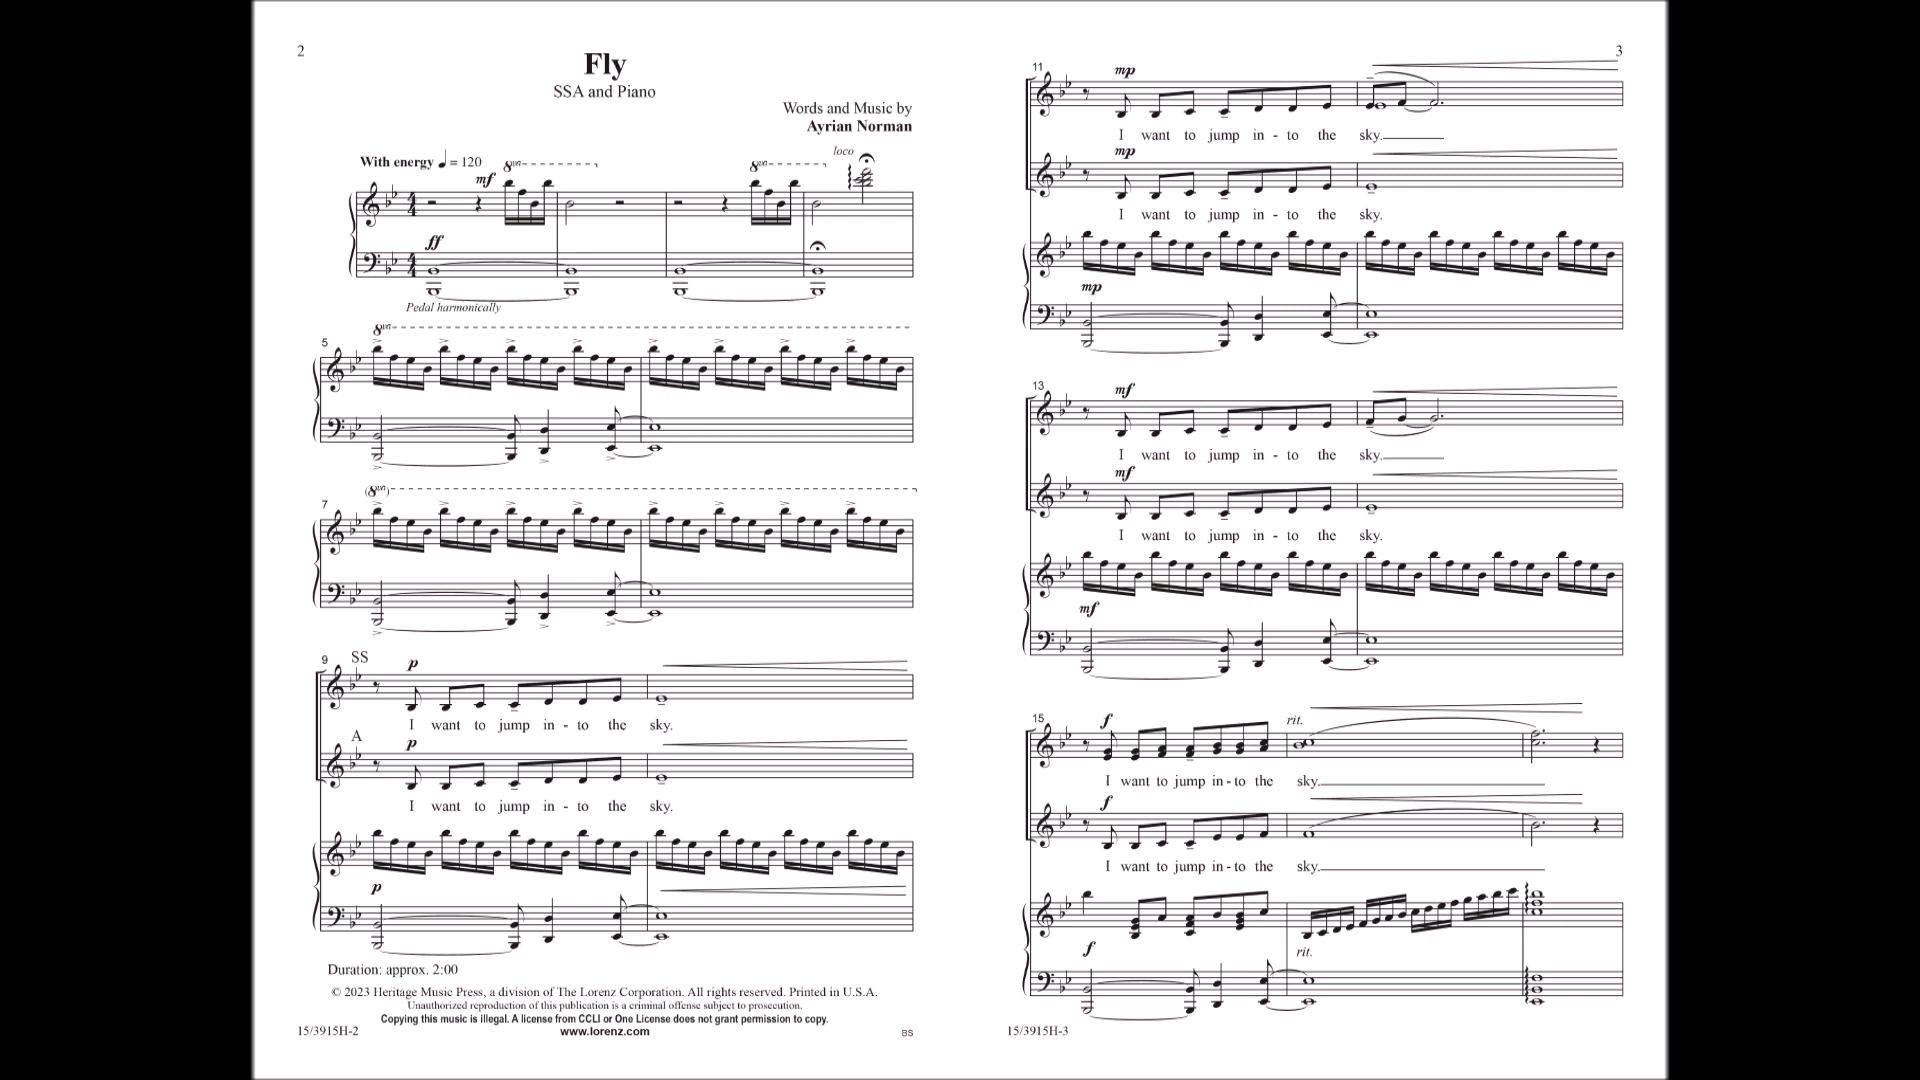 2
Fly
SSA and Piano
Words and Music by
Ayrian Norman
With energy ♩ = 120
mf
8va
8va
loco
ff
Pedal harmonically
8va
5
(8va)
7
9
SS
p
I want to jump in - to the sky.
A
p
I want to jump in - to the sky.
p
Duration: approx. 2:00
© 2023 Heritage Music Press, a division of The Lorenz Corporation. All rights reserved. Printed in U.S.A.
Unauthorized reproduction of this publication is a criminal offense subject to prosecution.
Copying this music is illegal. A license from CCLI or One License does not grant permission to copy.
www.lorenz.com
15/3915H-2
BS
3
11
mp
I want to jump in - to the sky.
mp
I want to jump in - to the sky.
mp
13
mf
I want to jump in - to the sky.
mf
I want to jump in - to the sky.
mf
15
f
rit.
I want to jump in - to the sky.
f
I want to jump in - to the sky.
f
rit.
15/3915H-3